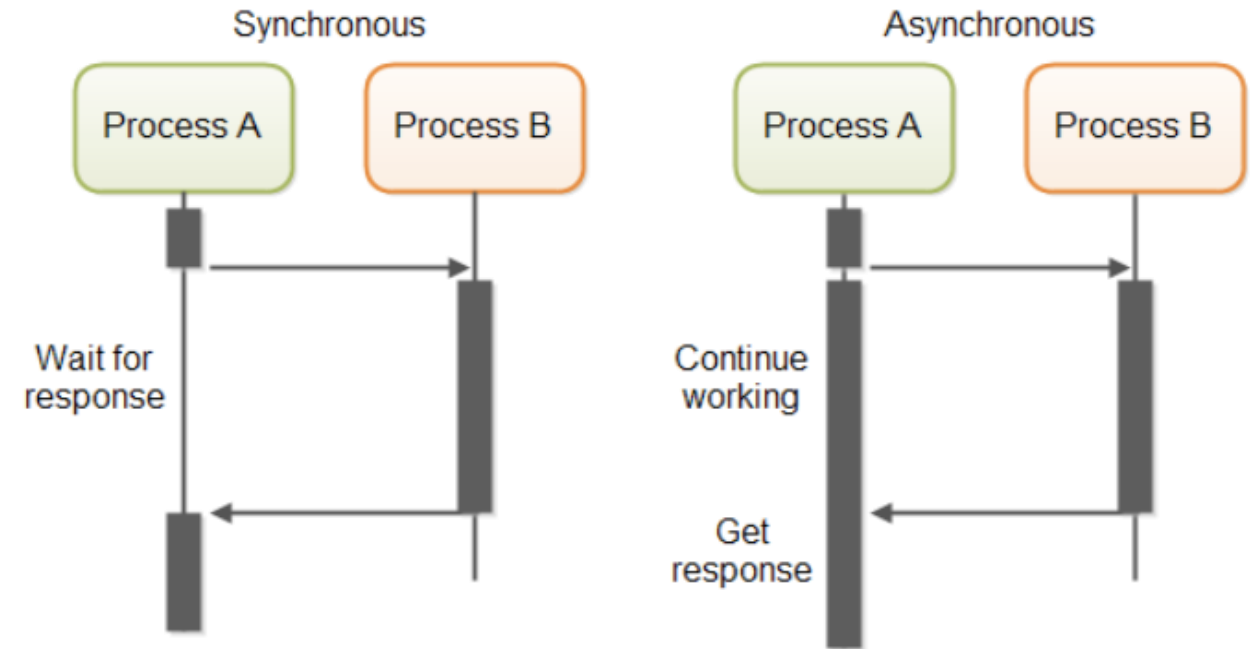 Synchronous
Asynchronous
Process A
Process B
Process A
Process B
Wait for
response
Continue
working
Get
response